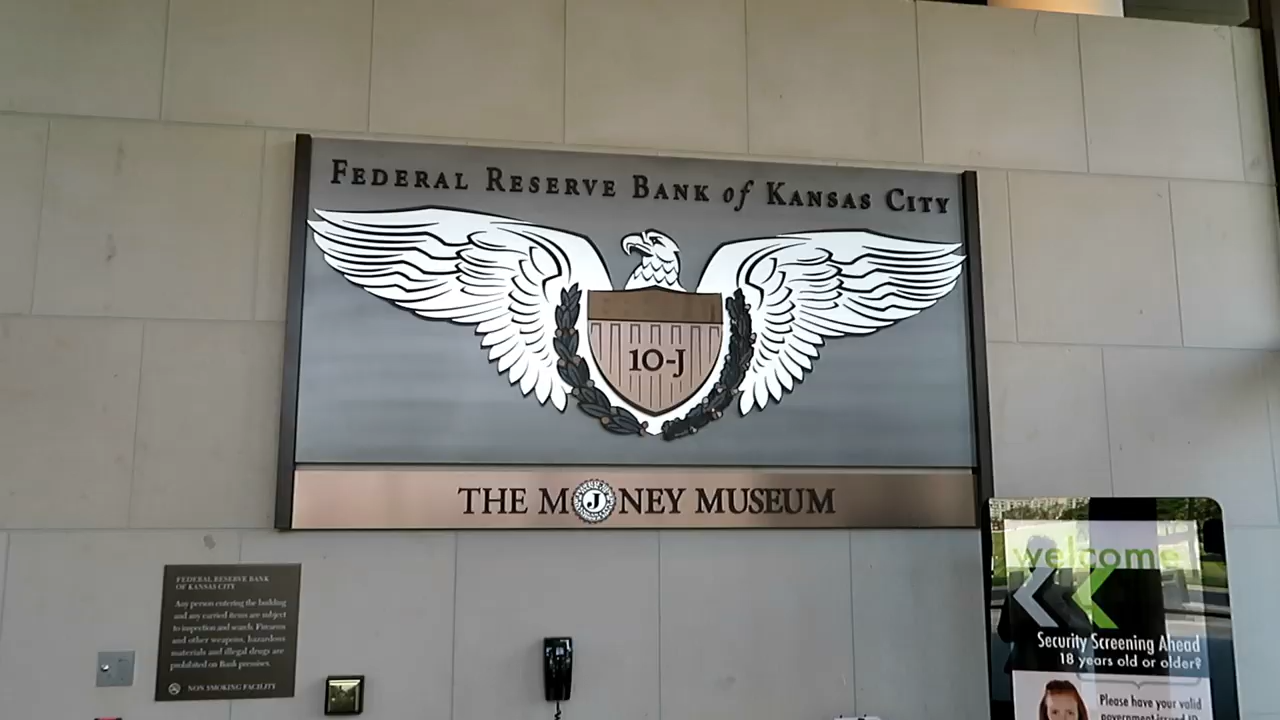 FEDERAL RESERVE BANK of KANSAS CITY
10-J
THE MONEY MUSEUM
J
FEDERAL RESERVE BANK
OF KANSAS CITY
Any person entering the building
and any carried items are subject
to inspection and search. Firearms
and other weapons, hazardous
materials and illegal drugs are
prohibited on Bank premises.
NON SMOKING FACILITY
welcome
Security Screening Ahead
18 years old or older?
Please have your valid
government-issued ID